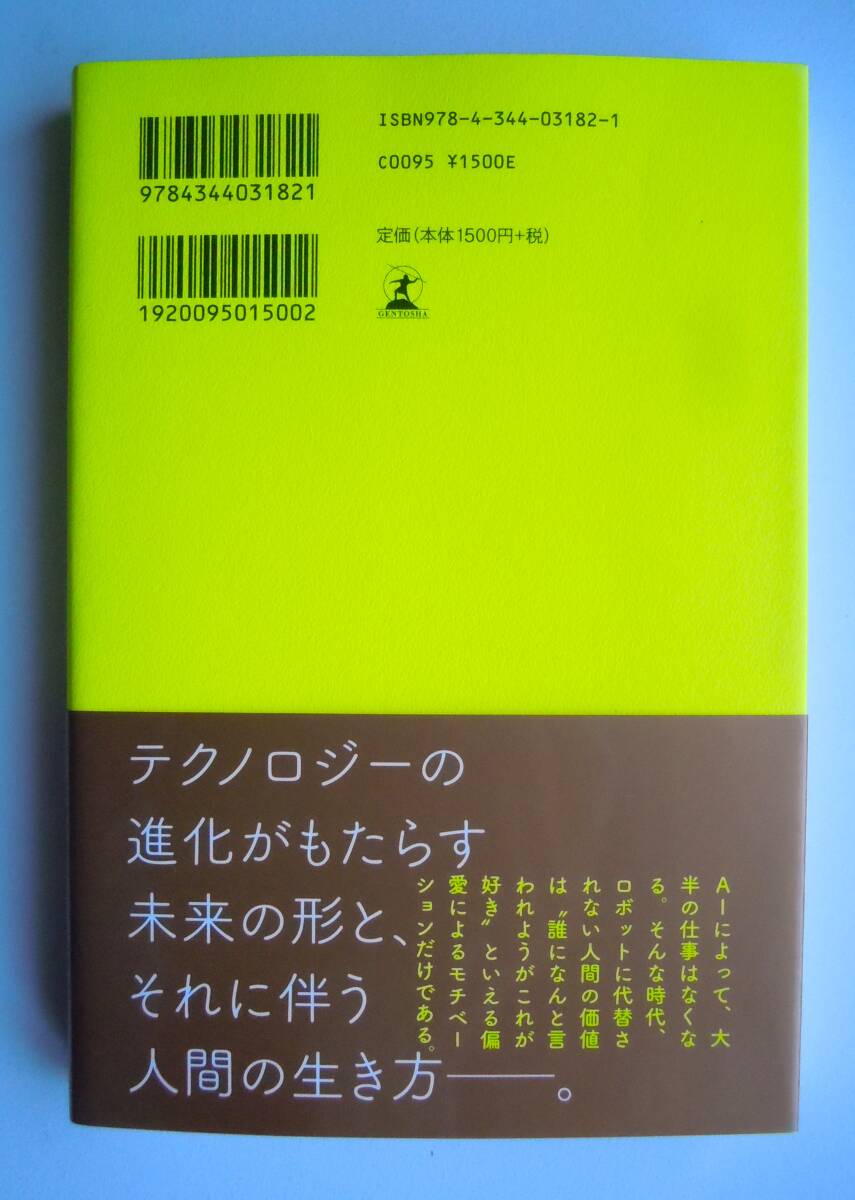 ISBN978-4-344-03182-1
9784344031821
C0095 ¥1500E
定価(本体1500円+税)
1920095015002
GENTOSHA
テクノロジーの
進化がもたらす
未来の形と、
それに伴う
人間の生き方――。
AIによって、大
半の仕事はなくな
る。そんな時代、
ロボットに代替さ
れない人間の価値
は〝誰になんと言
われようがこれが
好き〟といえる偏
愛によるモチベー
ションだけである。